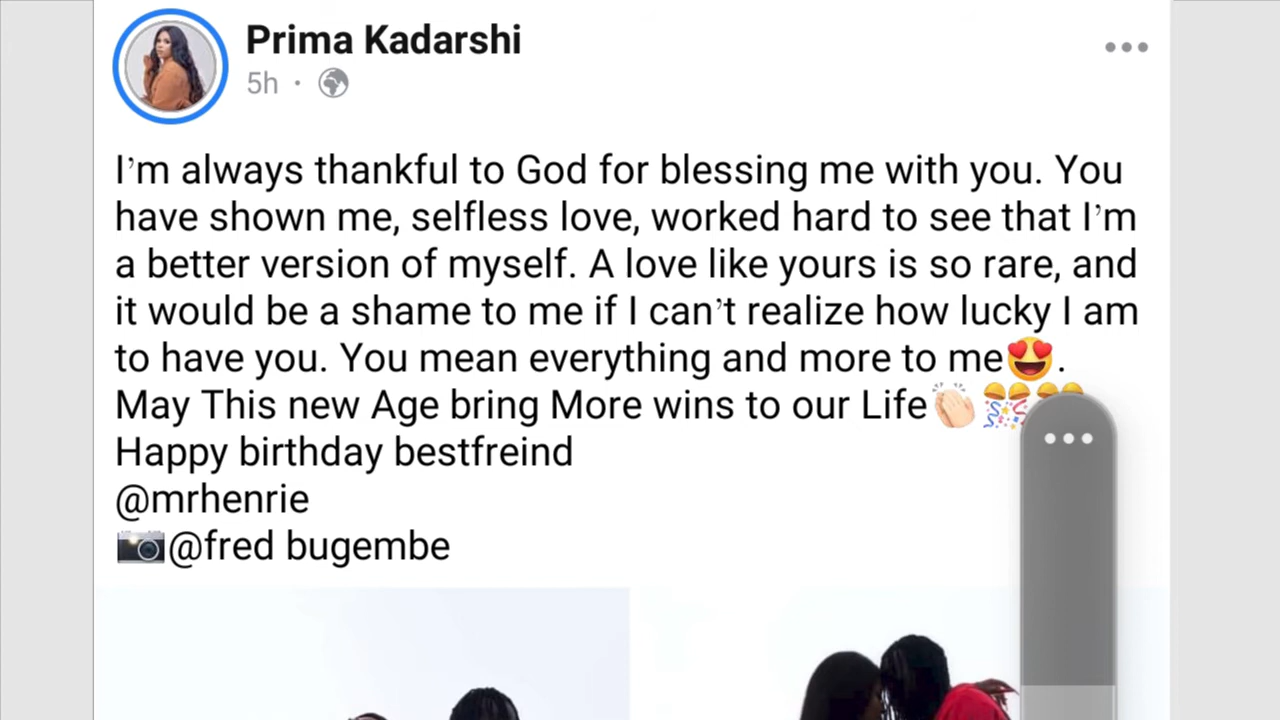 Prima Kadarshi
5h ·
I'm always thankful to God for blessing me with you. You
have shown me, selfless love, worked hard to see that I'm
a better version of myself. A love like yours is so rare, and
it would be a shame to me if I can't realize how lucky I am
to have you. You mean everything and more to me😍.
May This new Age bring More wins to our Life👏🏻🎊🎊
Happy birthday bestfreind
@mrhenrie
📷@fred bugembe